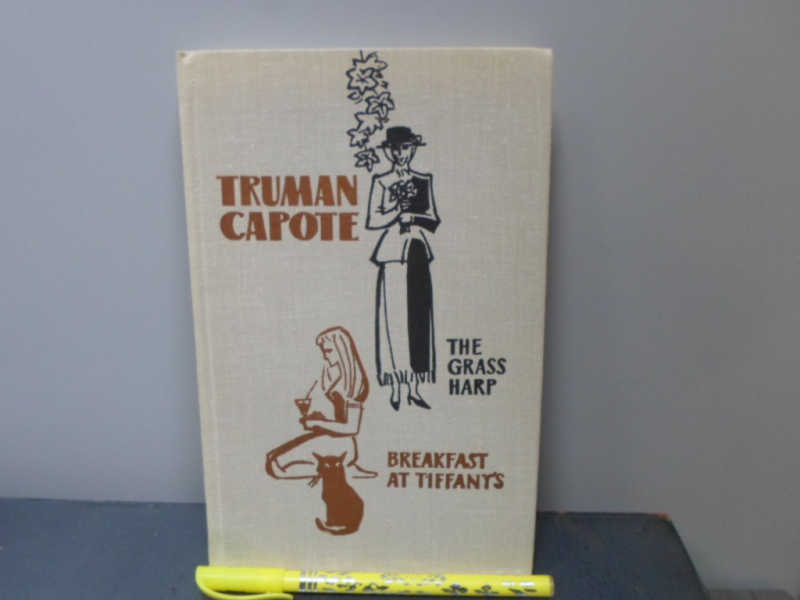 TRUMAN
CAPOTE
THE
GRASS
HARP
BREAKFAST
AT TIFFANY'S